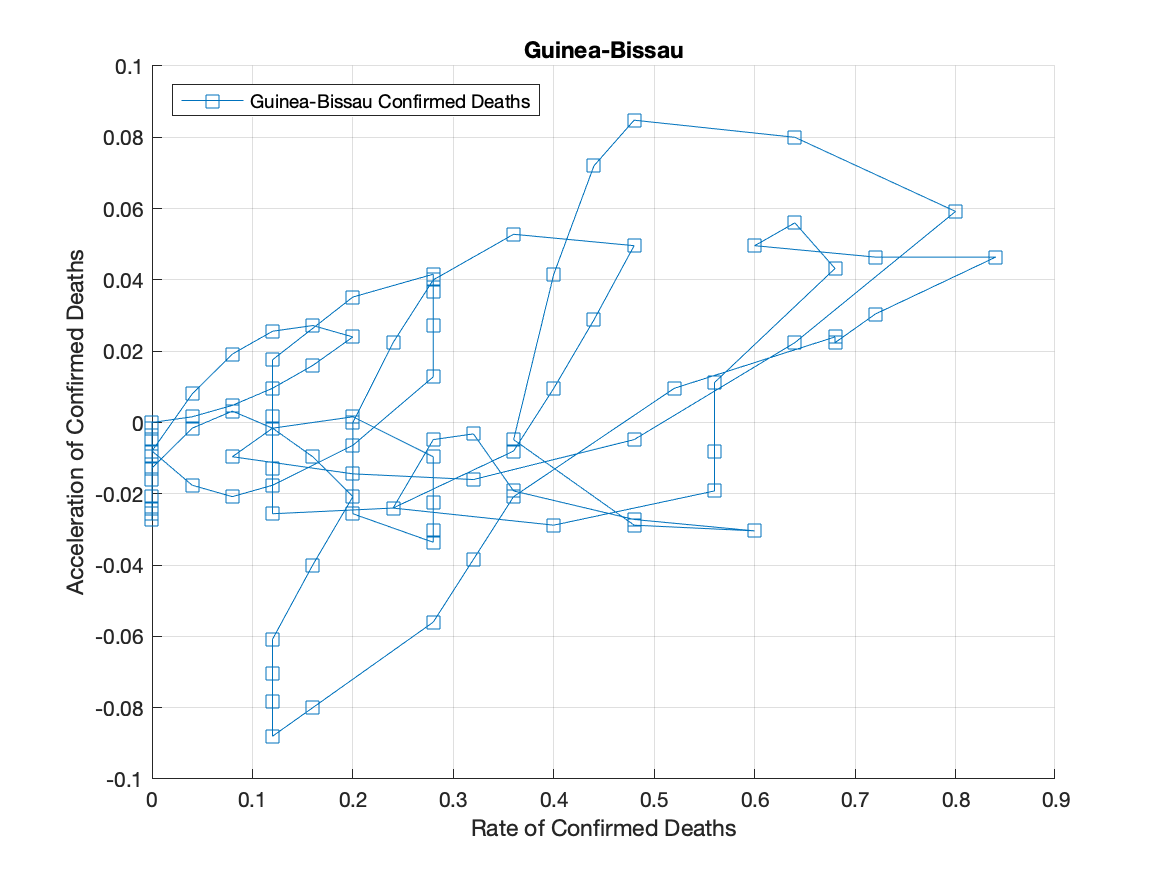 Guinea-Bissau
Guinea-Bissau Confirmed Deaths
0.1
0.08
0.06
0.04
0.02
0
-0.02
-0.04
-0.06
-0.08
-0.1
Acceleration of Confirmed Deaths
0 0.1 0.2 0.3 0.4 0.5 0.6 0.7 0.8 0.9
Rate of Confirmed Deaths